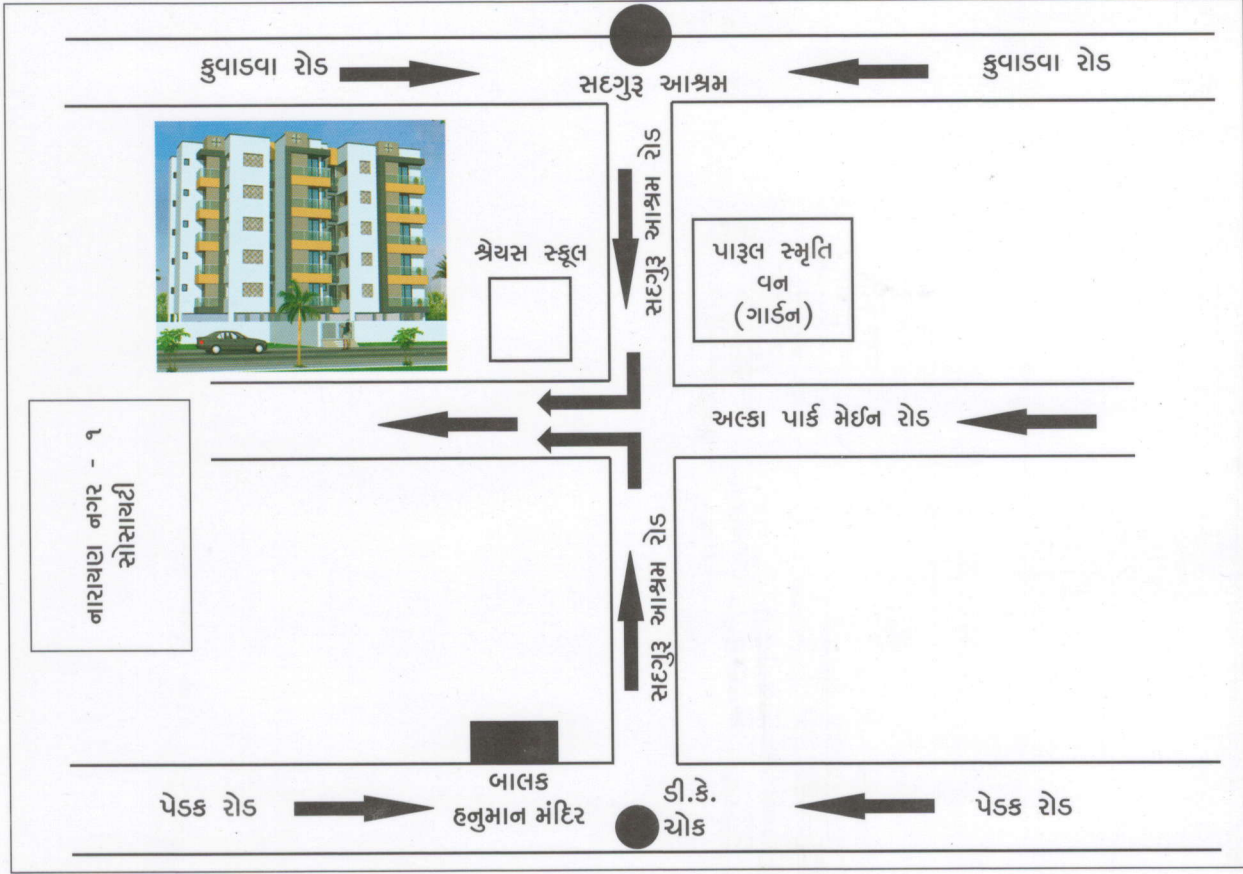 કુવાડવા રોડ
કુવાડવા રોડ
સદગુરૂ આશ્રમ
સદગુરૂ આશ્રમ રોડ
શ્રેયસ સ્કૂલ
પારૂલ સ્મૃતિ
વન
(ગાર્ડન)
અલ્કા પાર્ક મેઈન રોડ
નારાયણ નગર - ૧
સોસાયટી
સદગુરૂ આશ્રમ રોડ
બાલક
હનુમાન મંદિર
ડી.કે.
ચોક
પેડક રોડ
પેડક રોડ